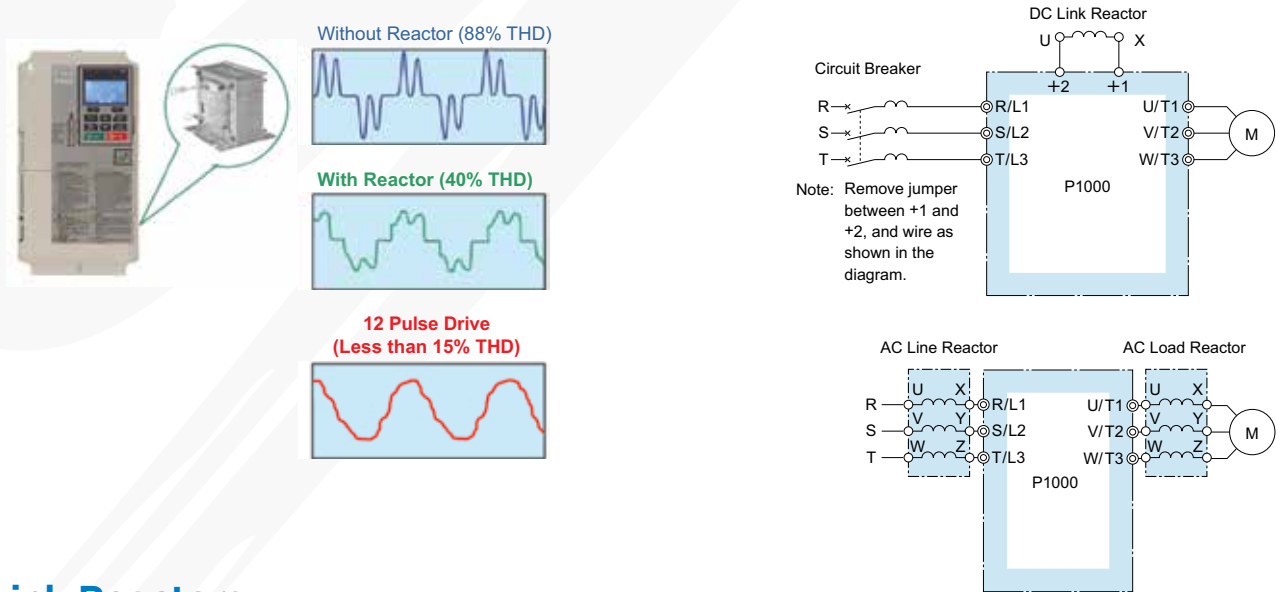 Without Reactor (88% THD)
With Reactor (40% THD)
12 Pulse Drive
(Less than 15% THD)
DC Link Reactor
U X
Circuit Breaker
+2 +1
R R/L1 U/T1
S S/L2 V/T2 M
T T/L3 W/T3
P1000
Note: Remove jumper
between +1 and
+2, and wire as
shown in the
diagram.
AC Line Reactor AC Load Reactor
U X U X
R R/L1 U/T1
V Y V Y
S S/L2 V/T2 M
W Z W Z
T T/L3 W/T3
P1000